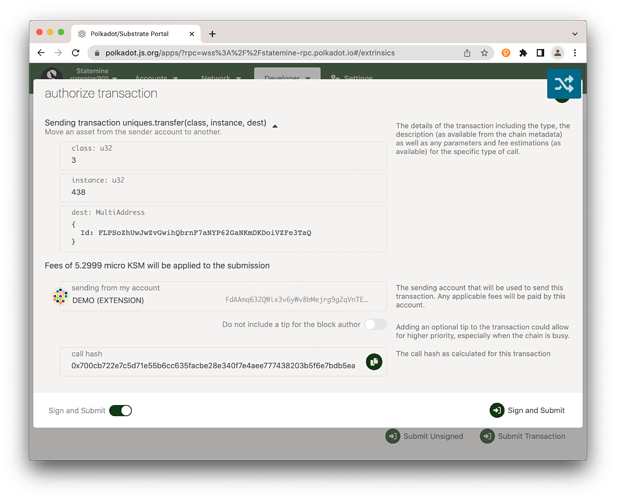 Polkadot/Substrate Portal
polkadot.js.org/apps/?rpc=wss%3A%2F%2Fstatemine-rpc.polkadot.io#/extrinsics
Statemine
Accounts
Network
Developer
Settings
authorize transaction
Sending transaction uniques.transfer(class, instance, dest)
Move an asset from the sender account to another.
The details of the transaction including the type, the
description (as available from the chain metadata)
as well as any parameters and fee estimations (as
available) for the specific type of call.
class: u32
3
instance: u32
438
dest: MultiAddress
{
Id: FLPSoZhUwJwZvGwihQbrnF7aNYP62GaNKmDKDoiVZFe3TaQ
}
Fees of 5.2999 micro KSM will be applied to the submission
sending from my account
DEMO (EXTENSION)
FdAAnqG32QWix3v6yWv8bMejrg9g2qVnTE…
The sending account that will be used to send this
transaction. Any applicable fees will be paid by this
account.
Do not include a tip for the block author
Adding an optional tip to the transaction could allow
for higher priority, especially when the chain is busy.
call hash
0x700cb722e7c5d71e55b6cc635facbe28e340f7e4aee777438203b5f6e7bdb5ea
The call hash as calculated for this transaction
Sign and Submit
Sign and Submit
Submit Unsigned
Submit Transaction